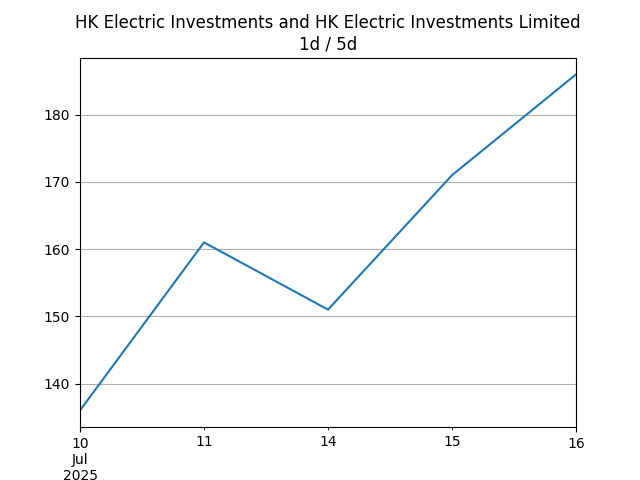 HK Electric Investments and HK Electric Investments Limited
1d / 5d
180
170
160
150
140
10 11 14 15 16
Jul
2025